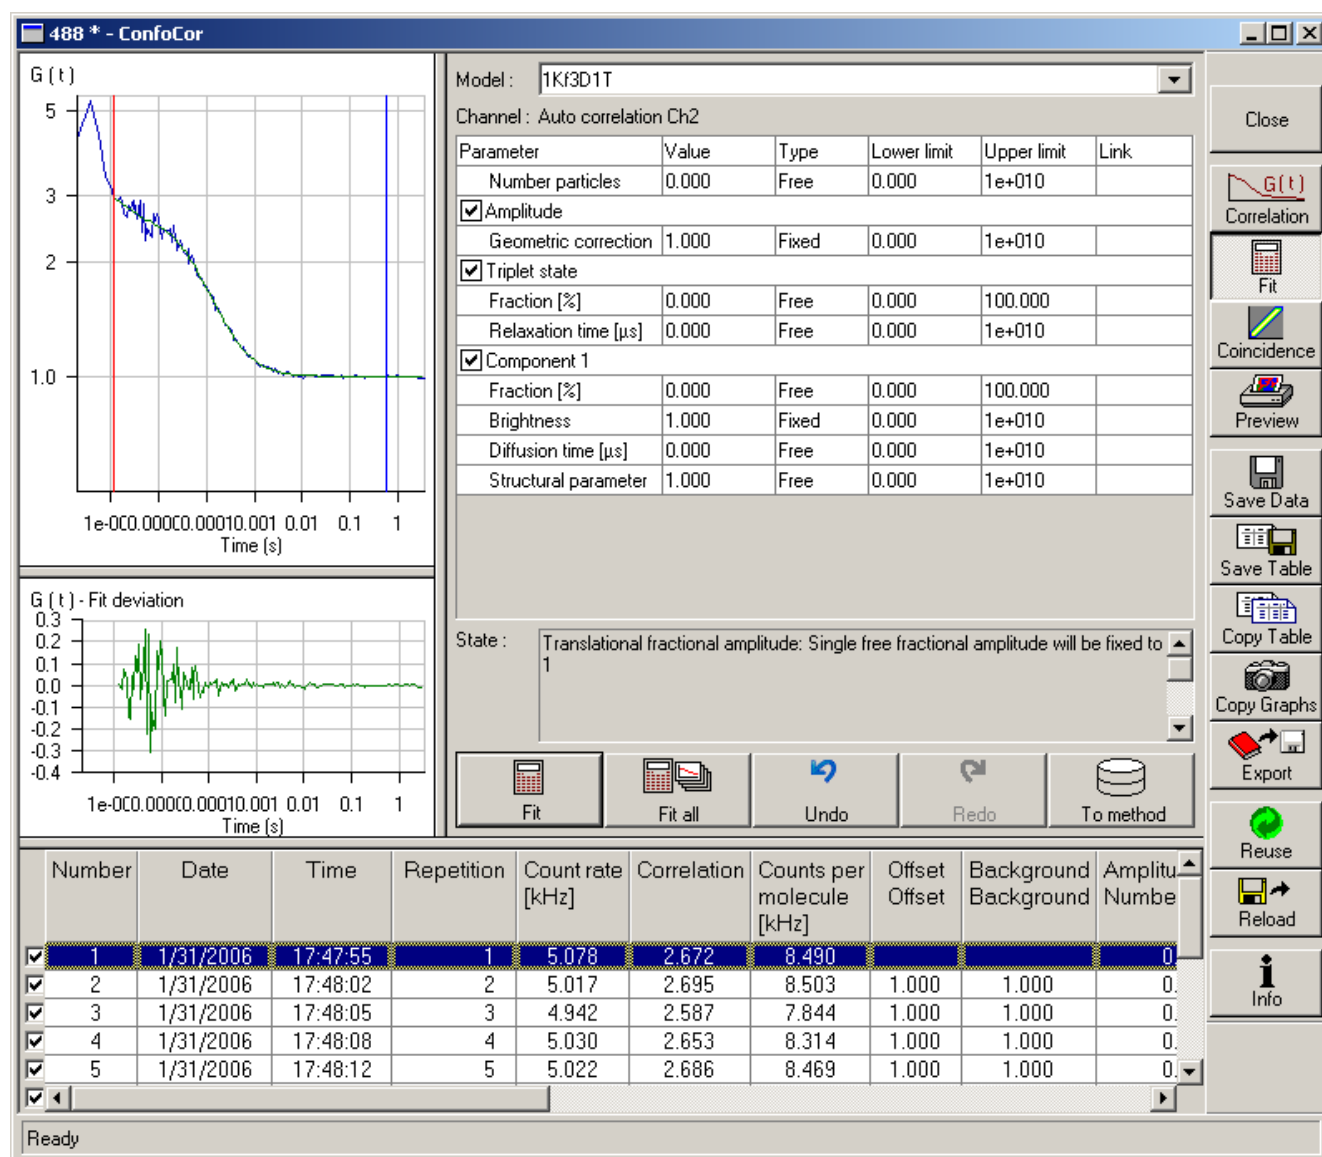 488 * - ConfoCor
G ( t )
5
3
2
1.0
1e-0C0.000C0.00010.001 0.01 0.1 1
Time (s)
G ( t ) - Fit deviation
0.3
0.2
0.1
0.0
-0.1
-0.2
-0.3
-0.4
1e-0C0.000C0.00010.001 0.01 0.1 1
Time (s)
Model : 1Kf3D1T
Channel : Auto correlation Ch2
Parameter Value Type Lower limit Upper limit Link
Number particles 0.000 Free 0.000 1e+010
Amplitude
Geometric correction 1.000 Fixed 0.000 1e+010
Triplet state
Fraction [%] 0.000 Free 0.000 100.000
Relaxation time [µs] 0.000 Free 0.000 1e+010
Component 1
Fraction [%] 0.000 Free 0.000 100.000
Brightness 1.000 Fixed 0.000 1e+010
Diffusion time [µs] 0.000 Free 0.000 1e+010
Structural parameter 1.000 Free 0.000 1e+010
State : Translational fractional amplitude: Single free fractional amplitude will be fixed to
1
Fit Fit all Undo Redo To method
Close
G(t)
Correlation
Fit
Coincidence
Preview
Save Data
Save Table
Copy Table
Copy Graphs
Export
Reuse
Reload
Info
Number Date Time Repetition Count rate Correlation Counts per Offset Background Amplitu
[kHz] molecule Offset Background Numbe
[kHz]
1 1/31/2006 17:47:55 1 5.078 2.672 8.490 0
2 1/31/2006 17:48:02 2 5.017 2.695 8.503 1.000 1.000 0.
3 1/31/2006 17:48:05 3 4.942 2.587 7.844 1.000 1.000 0.
4 1/31/2006 17:48:08 4 5.030 2.653 8.314 1.000 1.000 0.
5 1/31/2006 17:48:12 5 5.022 2.686 8.469 1.000 1.000 0.
Ready